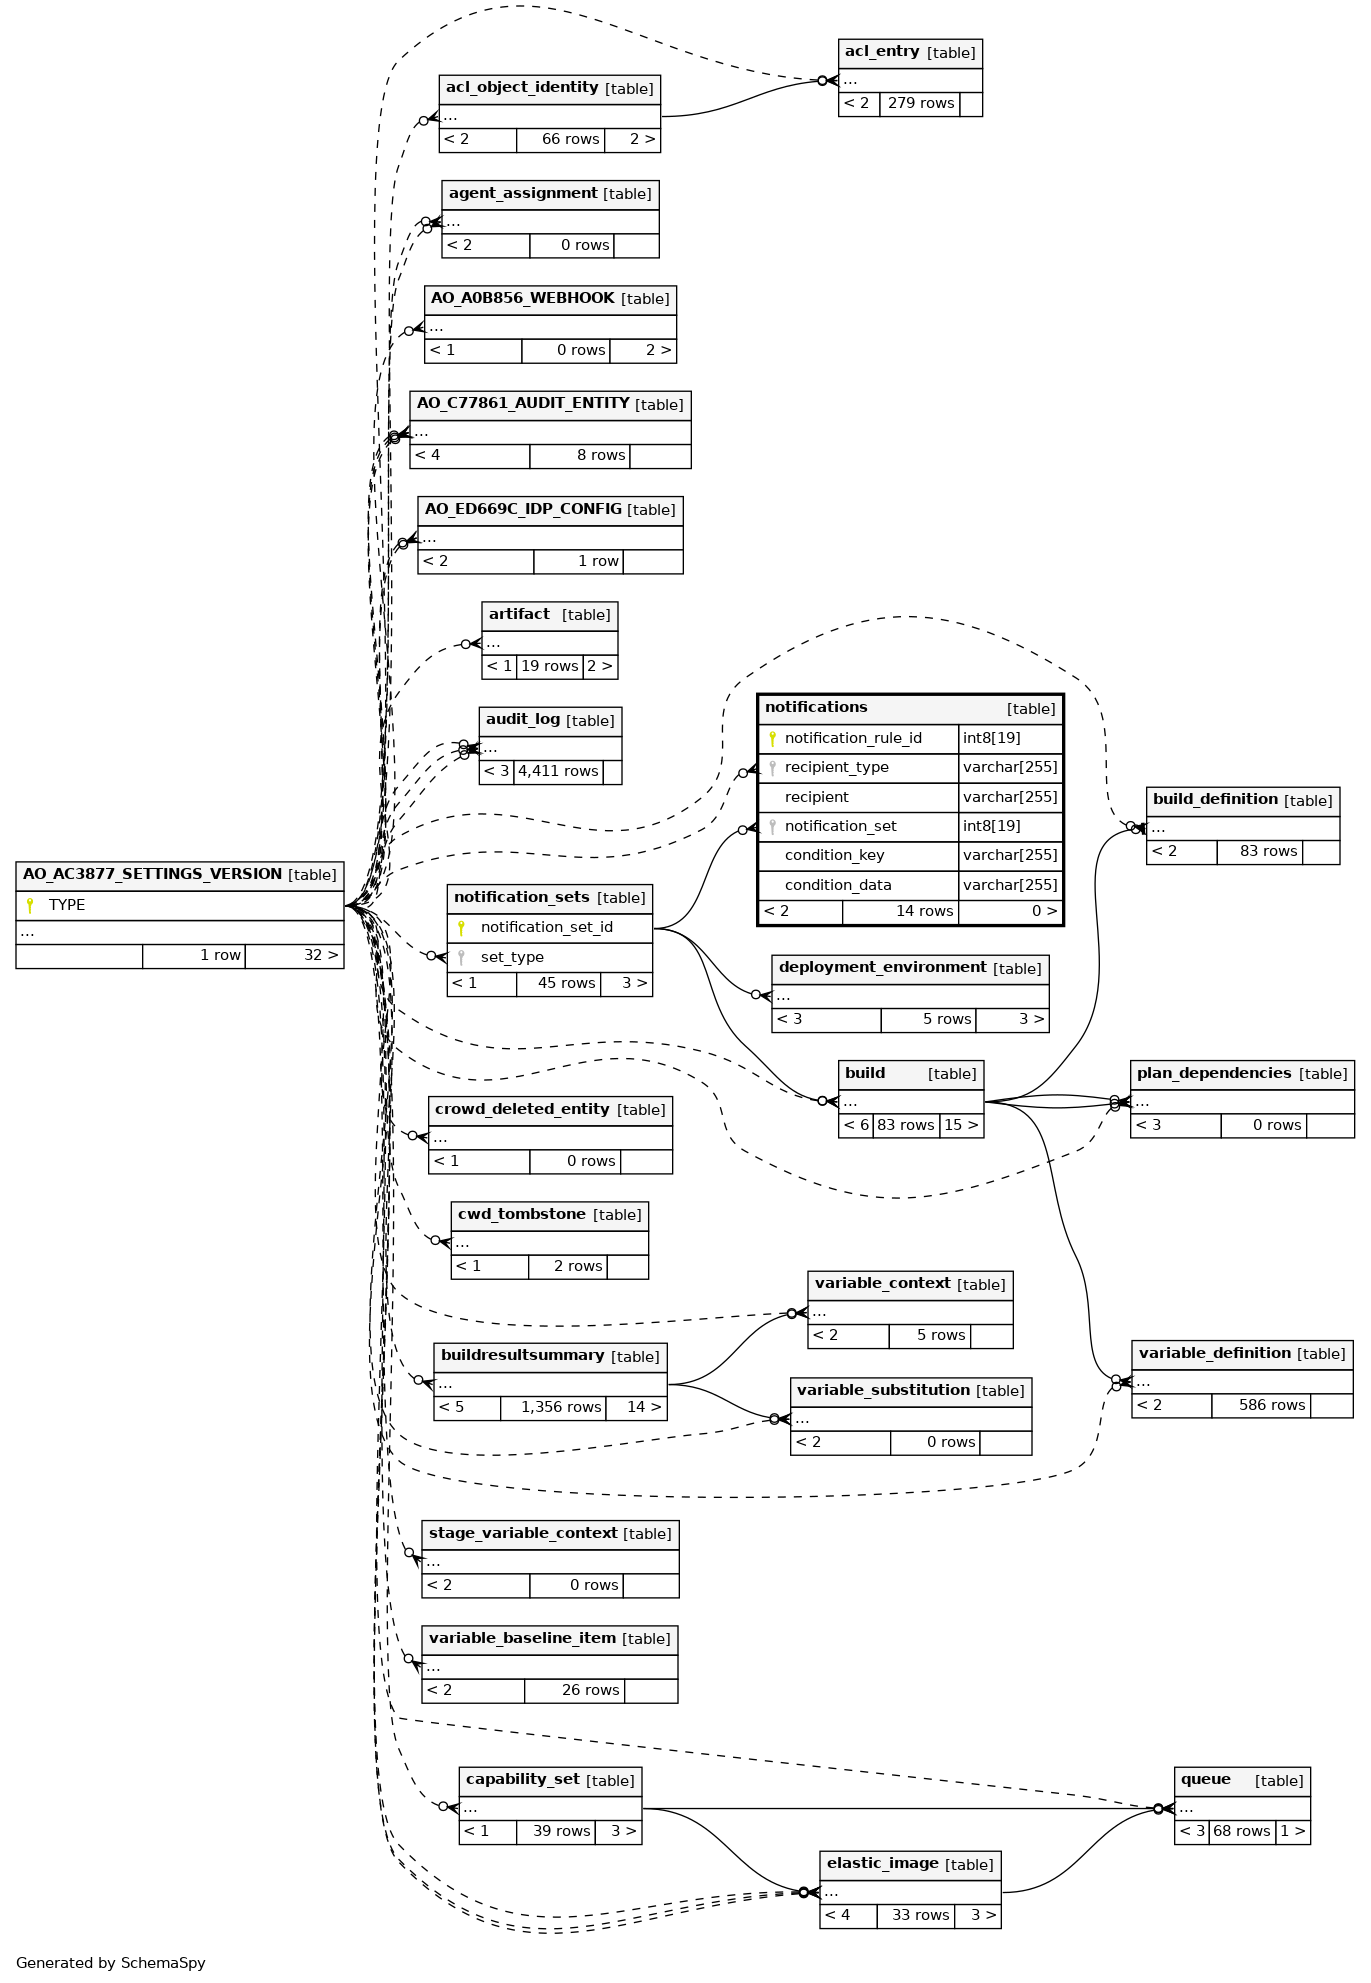 acl_entry [table]
...
< 2 279 rows
acl_object_identity [table]
...
< 2 66 rows 2 >
agent_assignment [table]
...
< 2 0 rows
AO_A0B856_WEBHOOK [table]
...
< 1 0 rows 2 >
AO_C77861_AUDIT_ENTITY [table]
...
< 4 8 rows
AO_ED669C_IDP_CONFIG [table]
...
< 2 1 row
artifact [table]
...
< 1 19 rows 2 >
audit_log [table]
...
< 3 4,411 rows
notifications [table]
notification_rule_id int8[19]
recipient_type varchar[255]
recipient varchar[255]
notification_set int8[19]
condition_key varchar[255]
condition_data varchar[255]
< 2 14 rows 0 >
build_definition [table]
...
< 2 83 rows
AO_AC3877_SETTINGS_VERSION [table]
TYPE
...
1 row 32 >
notification_sets [table]
notification_set_id
set_type
< 1 45 rows 3 >
deployment_environment [table]
...
< 3 5 rows 3 >
build [table]
...
< 6 83 rows 15 >
plan_dependencies [table]
...
< 3 0 rows
crowd_deleted_entity [table]
...
< 1 0 rows
cwd_tombstone [table]
...
< 1 2 rows
variable_context [table]
...
< 2 5 rows
buildresultsummary [table]
...
< 5 1,356 rows 14 >
variable_definition [table]
...
< 2 586 rows
variable_substitution [table]
...
< 2 0 rows
stage_variable_context [table]
...
< 2 0 rows
variable_baseline_item [table]
...
< 2 26 rows
capability_set [table]
...
< 1 39 rows 3 >
queue [table]
...
< 3 68 rows 1 >
elastic_image [table]
...
< 4 33 rows 3 >
Generated by SchemaSpy